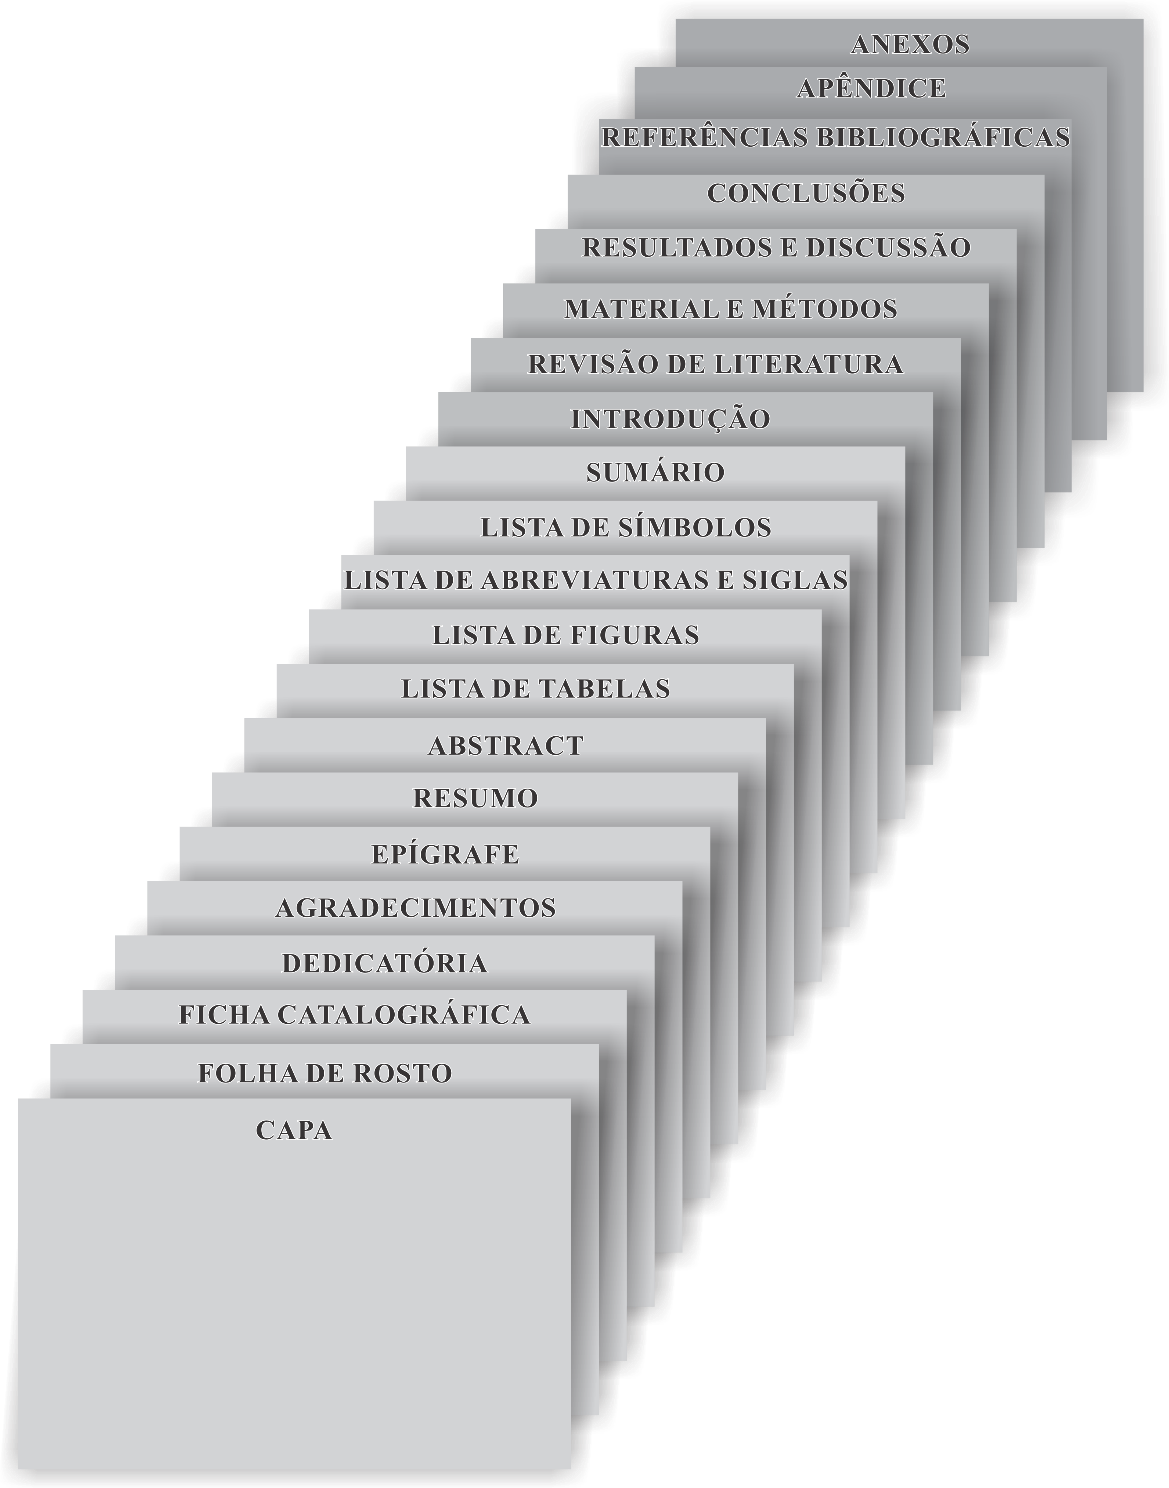 ANEXOS
APÊNDICE
REFERÊNCIAS BIBLIOGRÁFICAS
CONCLUSÕES
RESULTADOS E DISCUSSÃO
MATERIAL E MÉTODOS
REVISÃO DE LITERATURA
INTRODUÇÃO
SUMÁRIO
LISTA DE SÍMBOLOS
LISTA DE ABREVIATURAS E SIGLAS
LISTA DE FIGURAS
LISTA DE TABELAS
ABSTRACT
RESUMO
EPÍGRAFE
AGRADECIMENTOS
DEDICATÓRIA
FICHA CATALOGRÁFICA
FOLHA DE ROSTO
CAPA